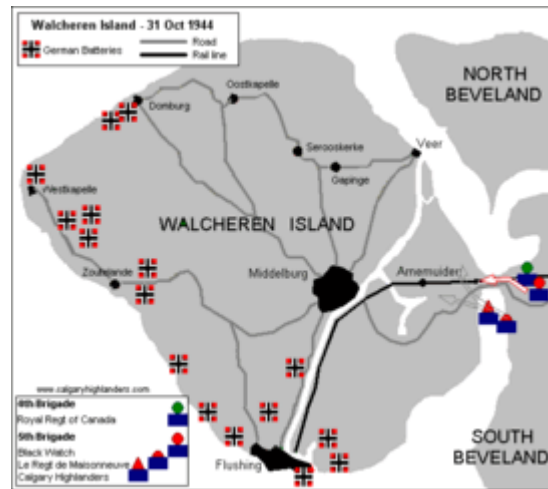 Walcheren Island - 31 Oct 1944
German Batteries
Road
Rail line
NORTH
BEVELAND
Oostkapelle
Domburg
Serooskerke
Veer
Gapinge
Westkapelle
WALCHEREN ISLAND
Zoutelande
Middelburg
Arnemuiden
www.calgaryhighlanders.com
4th Brigade
Royal Regt of Canada
5th Brigade
Black Watch
Le Regt de Maisonneuve
Calgary Highlanders
Flushing
SOUTH
BEVELAND